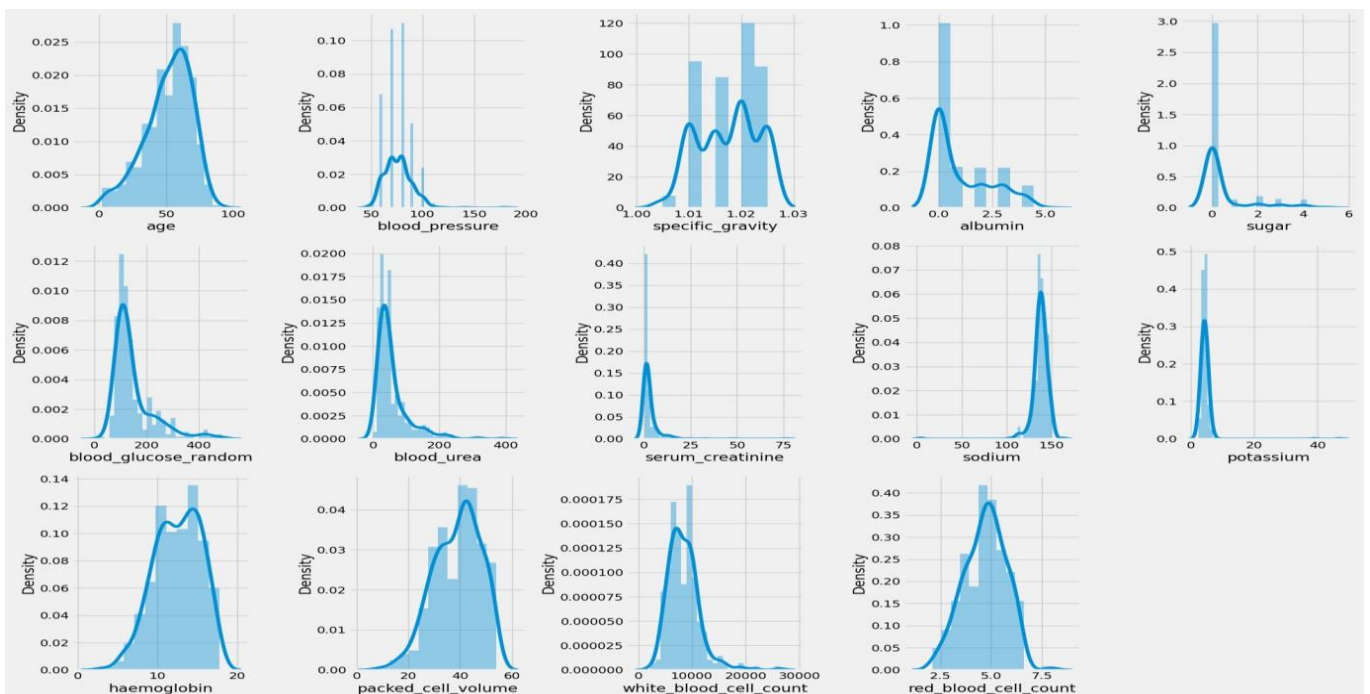 Density
0.025
0.020
0.015
0.010
0.005
0.000
0 50 100
age
Density
0.10
0.08
0.06
0.04
0.02
0.00
50 100 150 200
blood_pressure
Density
120
100
80
60
40
20
0
1.00 1.01 1.02 1.03
specific_gravity
Density
1.0
0.8
0.6
0.4
0.2
0.0
0.0 2.5 5.0
albumin
Density
3.0
2.5
2.0
1.5
1.0
0.5
0.0
0 2 4 6
sugar
Density
0.012
0.010
0.008
0.006
0.004
0.002
0.000
0 200 400
blood_glucose_random
Density
0.0200
0.0175
0.0150
0.0125
0.0100
0.0075
0.0050
0.0025
0.0000
0 200 400
blood_urea
Density
0.40
0.35
0.30
0.25
0.20
0.15
0.10
0.05
0.00
0 25 50 75
serum_creatinine
Density
0.08
0.07
0.06
0.05
0.04
0.03
0.02
0.01
0.00
0 50 100 150
sodium
Density
0.5
0.4
0.3
0.2
0.1
0.0
0 20 40
potassium
Density
0.14
0.12
0.10
0.08
0.06
0.04
0.02
0.00
0 10 20
haemoglobin
Density
0.04
0.03
0.02
0.01
0.00
0 20 40 60
packed_cell_volume
Density
0.000175
0.000150
0.000125
0.000100
0.000075
0.000050
0.000025
0.000000
0 10000 20000 30000
white_blood_cell_count
Density
0.40
0.35
0.30
0.25
0.20
0.15
0.10
0.05
0.00
2.5 5.0 7.5
red_blood_cell_count